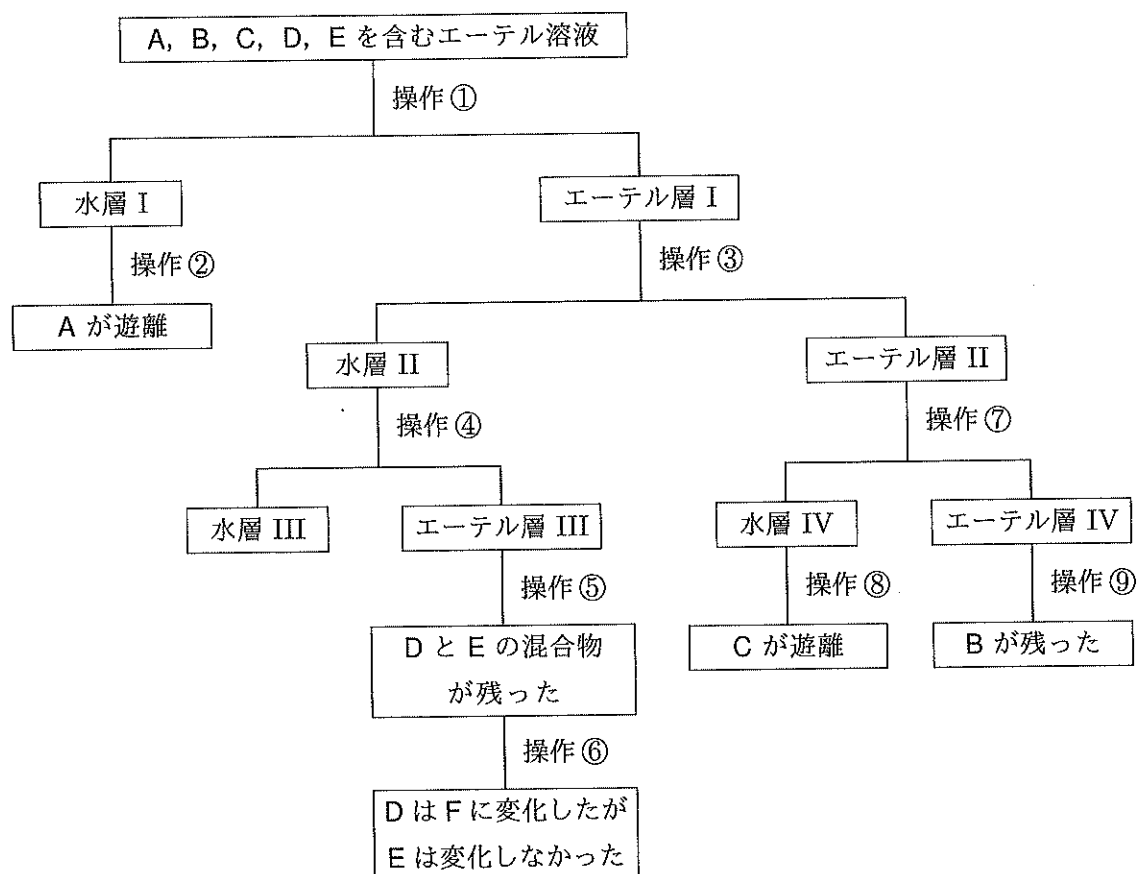 A, B, C, D, E を含むエーテル溶液
操作①
水層 I
エーテル層 I
操作②
操作③
A が遊離
水層 II
エーテル層 II
操作④
操作⑦
水層 III
エーテル層 III
水層 IV
エーテル層 IV
操作⑤
操作⑧
操作⑨
D と E の混合物
が残った
C が遊離
B が残った
操作⑥
D は F に変化したが
E は変化しなかった